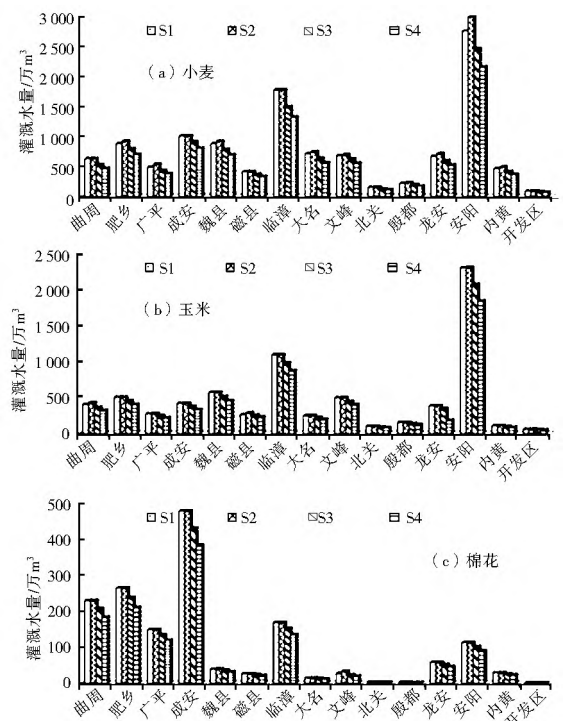 3 000
S1 S2 S3 S4
2 500
（a）小麦
2 000
1 500
1 000
500
0
灌溉水量/万m³
曲周 肥乡 广平 成安 魏县 磁县 临漳 大名 文峰 北关 殷都 龙安 安阳 内黄 开发区
2 500
S1 S2 S3 S4
2 000
（b）玉米
1 500
1 000
500
0
灌溉水量/万m³
曲周 肥乡 广平 成安 魏县 磁县 临漳 大名 文峰 北关 殷都 龙安 安阳 内黄 开发区
500
S1 S2 S3 S4
400
（c）棉花
300
200
100
0
灌溉水量/万m³
曲周 肥乡 广平 成安 魏县 磁县 临漳 大名 文峰 北关 殷都 龙安 安阳 内黄 开发区